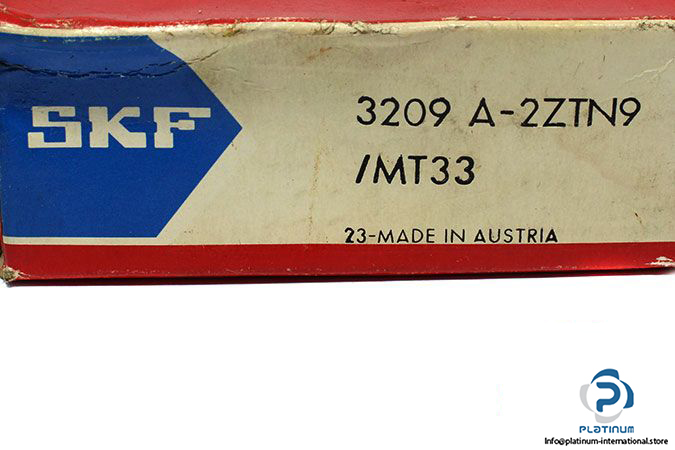 SKF
3209 A-2ZTN9
/MT33
23-MADE IN AUSTRIA
PLATINUM
Info@platinum-international.store